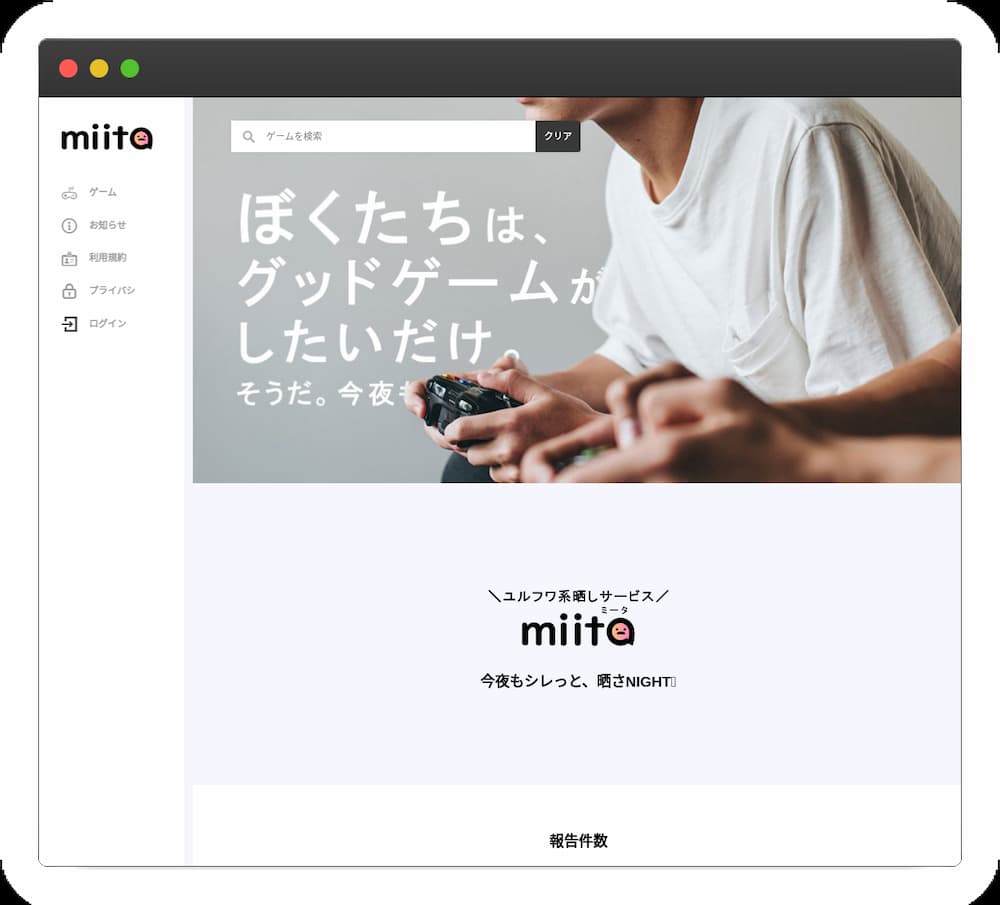 miita
ゲーム
お知らせ
利用規約
プライバシ
ログイン
ゲームを検索
クリア
ぼくたちは、
グッドゲームが
したいだけ。
そうだ。今夜も
＼ユルフワ系晒しサービス／
ミータ
miita
今夜もシレっと、晒さNIGHT
報告件数